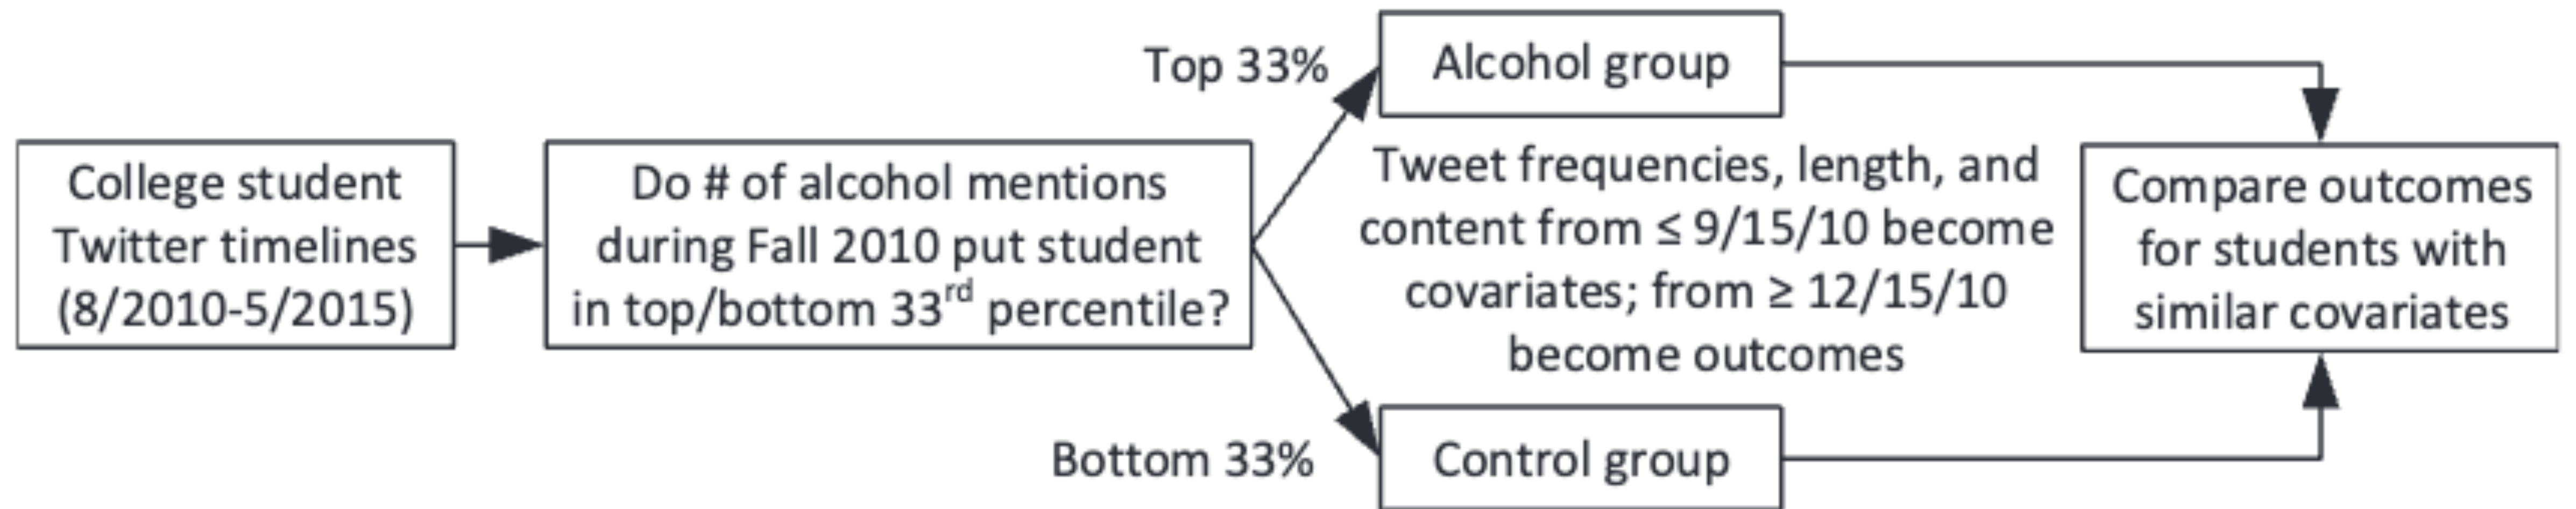 College student
Twitter timelines
(8/2010-5/2015)
Do # of alcohol mentions
during Fall 2010 put student
in top/bottom 33rd percentile?
Top 33%
Alcohol group
Tweet frequencies, length, and
content from ≤ 9/15/10 become
covariates; from ≥ 12/15/10
become outcomes
Bottom 33%
Control group
Compare outcomes
for students with
similar covariates